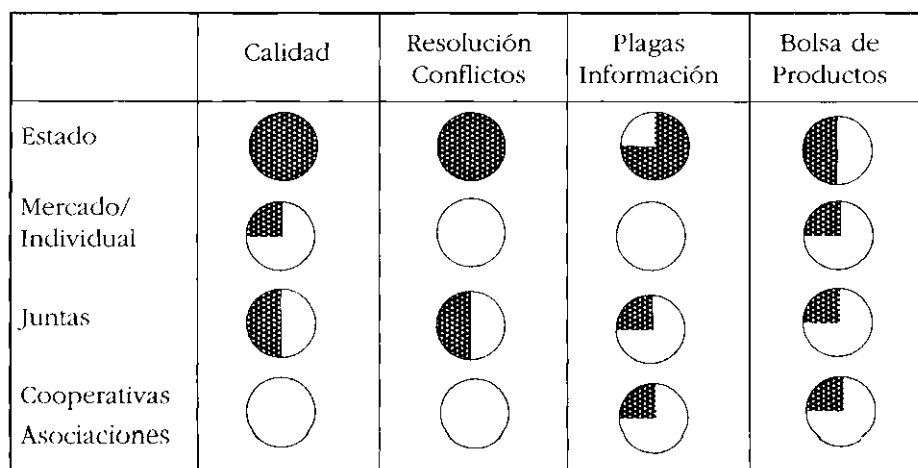 Calidad
Resolución
Conflictos
Plagas
Información
Bolsa de
Productos
Estado
Mercado/
Individual
Juntas
Cooperativas
Asociaciones